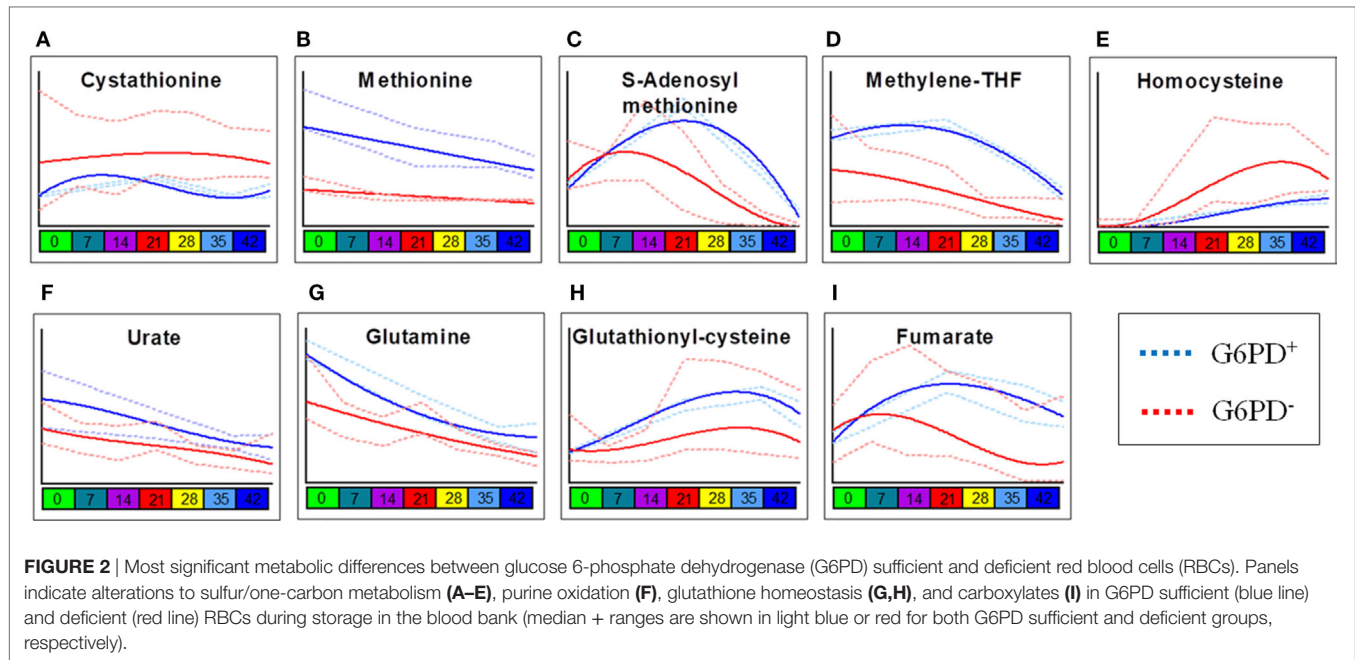 A
B
C
D
E
Cystathionine
Methionine
S-Adenosyl
methionine
Methylene-THF
Homocysteine
0 7 14 21 28 35 42
0 7 14 21 28 35 42
0 7 14 21 28 35 42
0 7 14 21 28 35 42
0 7 14 21 28 35 42
F
G
H
I
Urate
Glutamine
Glutathionyl-cysteine
Fumarate
0 7 14 21 28 35 42
0 7 14 21 28 35 42
0 7 14 21 28 35 42
0 7 14 21 28 35 42
G6PD+
G6PD-
FIGURE 2 | Most significant metabolic differences between glucose 6-phosphate dehydrogenase (G6PD) sufficient and deficient red blood cells (RBCs). Panels
indicate alterations to sulfur/one-carbon metabolism (A–E), purine oxidation (F), glutathione homeostasis (G,H), and carboxylates (I) in G6PD sufficient (blue line)
and deficient (red line) RBCs during storage in the blood bank (median + ranges are shown in light blue or red for both G6PD sufficient and deficient groups,
respectively).